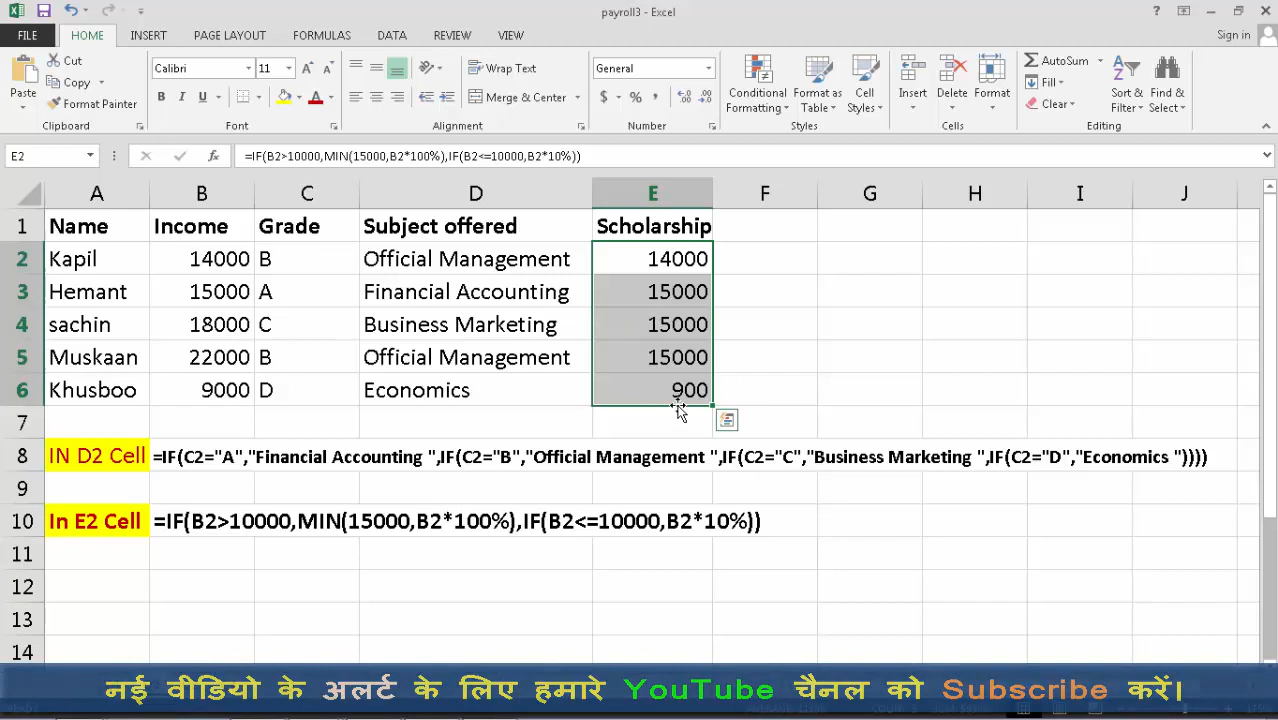 payroll3 - Excel
FILE HOME INSERT PAGE LAYOUT FORMULAS DATA REVIEW VIEW Sign in
Cut
Copy
Format Painter
Paste
Clipboard
Calibri 11
B I U
Font
Wrap Text
Merge & Center
Alignment
General
$ % ,
Number
Conditional Formatting
Format as Table
Cell Styles
Styles
Insert Delete Format
Cells
AutoSum
Fill
Clear
Sort & Filter
Find & Select
Editing
E2 fx =IF(B2>10000,MIN(15000,B2*100%),IF(B2<=10000,B2*10%))
A B C D E F G H I J
1 Name Income Grade Subject offered Scholarship
2 Kapil 14000 B Official Management 14000
3 Hemant 15000 A Financial Accounting 15000
4 sachin 18000 C Business Marketing 15000
5 Muskaan 22000 B Official Management 15000
6 Khusboo 9000 D Economics 900
7
8 IN D2 Cell =IF(C2="A","Financial Accounting ",IF(C2="B","Official Management ",IF(C2="C","Business Marketing ",IF(C2="D","Economics "))))
9
10 In E2 Cell =IF(B2>10000,MIN(15000,B2*100%),IF(B2<=10000,B2*10%))
11
12
13
14
नई वीडियो के अलर्ट के लिए हमारे YouTube चैनल को Subscribe करें।